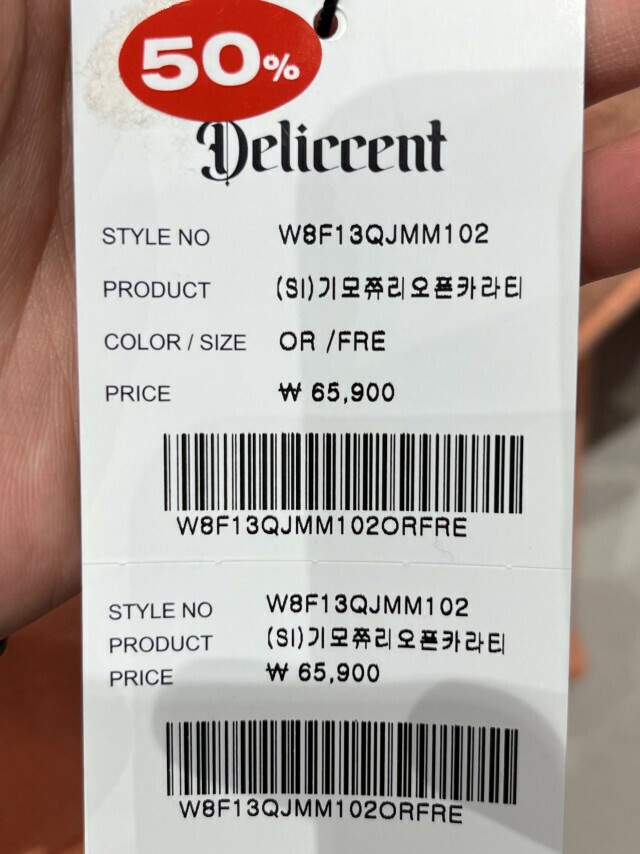 50%
Deliccent
STYLE NO W8F13QJMM102
PRODUCT (SI)기모쮸리오픈카라티
COLOR / SIZE OR /FRE
PRICE ₩ 65,900
W8F13QJMM102ORFRE
STYLE NO W8F13QJMM102
PRODUCT (SI)기모쮸리오픈카라티
PRICE ₩ 65,900
W8F13QJMM102ORFRE